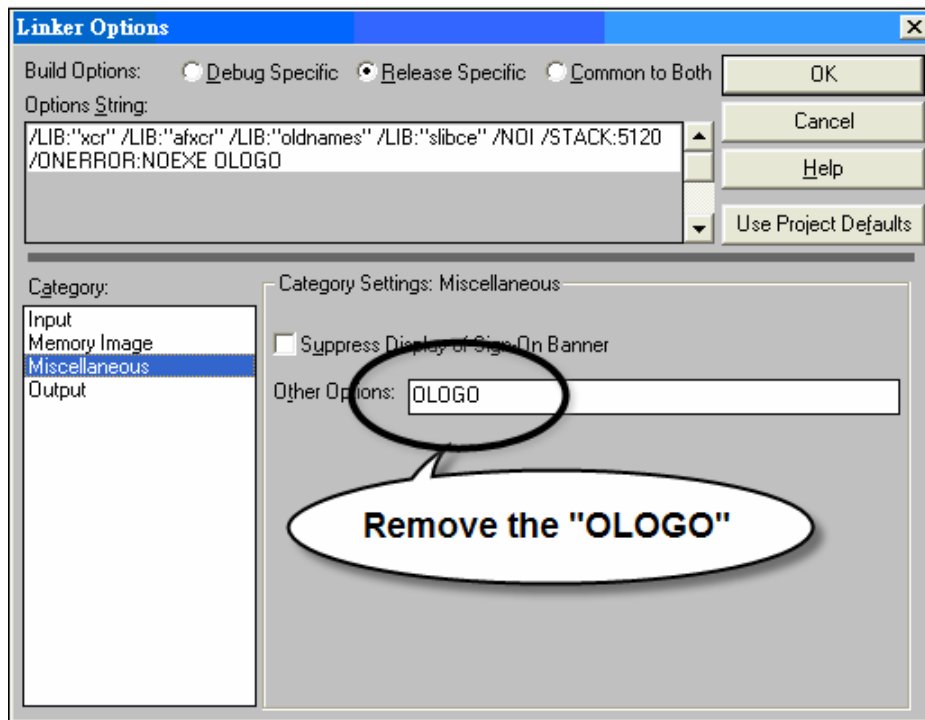 Linker Options
Build Options: Debug Specific Release Specific Common to Both
OK
Options String:
/LIB:"xcr" /LIB:"afxcr" /LIB:"oldnames" /LIB:"slibce" /NOI /STACK:5120
/ONERROR:NOEXE OLOGO
Cancel
Help
Use Project Defaults
Category:
Input
Memory Image
Miscellaneous
Output
Category Settings: Miscellaneous
Suppress Display of Sign-On Banner
Other Options: OLOGO
Remove the "OLOGO"